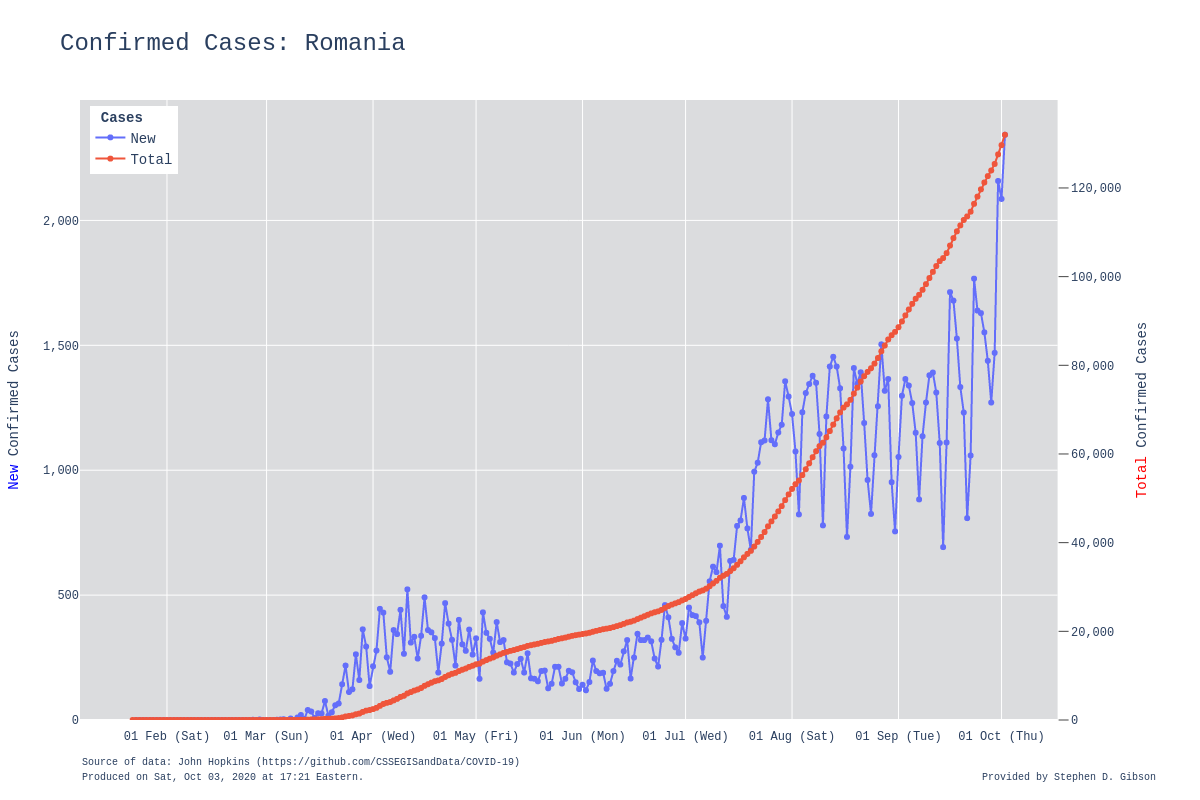 Confirmed Cases: Romania
Cases
New
Total
2,000
1,500
1,000
500
0
120,000
100,000
80,000
60,000
40,000
20,000
0
New Confirmed Cases
Total Confirmed Cases
01 Feb (Sat) 01 Mar (Sun) 01 Apr (Wed) 01 May (Fri) 01 Jun (Mon) 01 Jul (Wed) 01 Aug (Sat) 01 Sep (Tue) 01 Oct (Thu)
Source of data: John Hopkins (https://github.com/CSSEGISandData/COVID-19)
Produced on Sat, Oct 03, 2020 at 17:21 Eastern.
Provided by Stephen D. Gibson